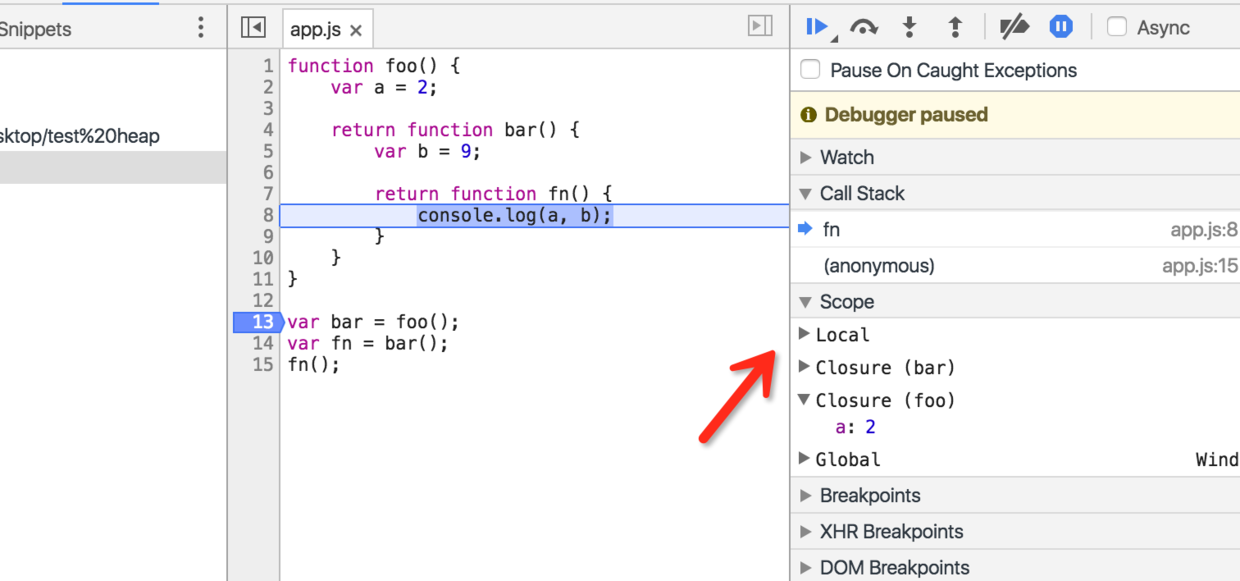 Snippets
sktop/test%20heap
app.js ×
1 function foo() {
2     var a = 2;
3
4     return function bar() {
5         var b = 9;
6
7         return function fn() {
8             console.log(a, b);
9         }
10     }
11 }
12
13 var bar = foo();
14 var fn = bar();
15 fn();
Async
Pause On Caught Exceptions
Debugger paused
Watch
Call Stack
fn app.js:8
(anonymous) app.js:15
Scope
Local
Closure (bar)
Closure (foo)
a: 2
Global Wind
Breakpoints
XHR Breakpoints
DOM Breakpoints